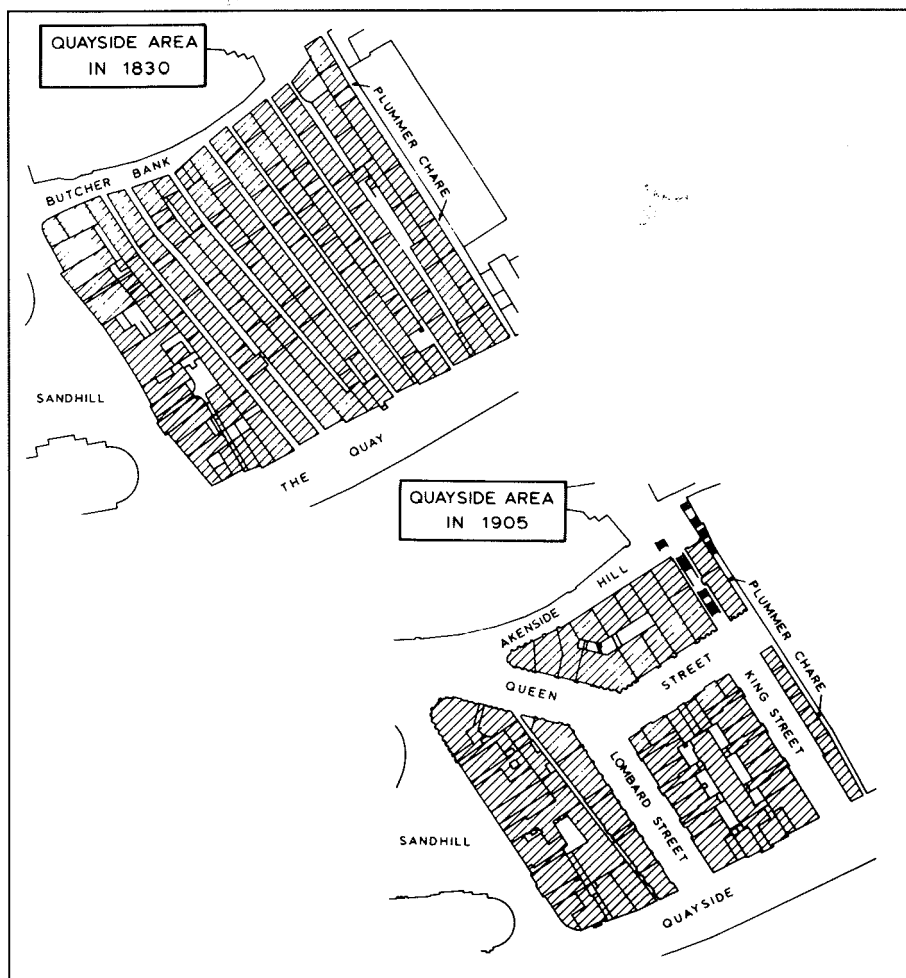 QUAYSIDE AREA
IN 1830
PLUMMER CHARE
BUTCHER BANK
SANDHILL
THE QUAY
QUAYSIDE AREA
IN 1905
AKENSIDE HILL
PLUMMER CHARE
QUEEN STREET
KING STREET
LOMBARD STREET
SANDHILL
QUAYSIDE